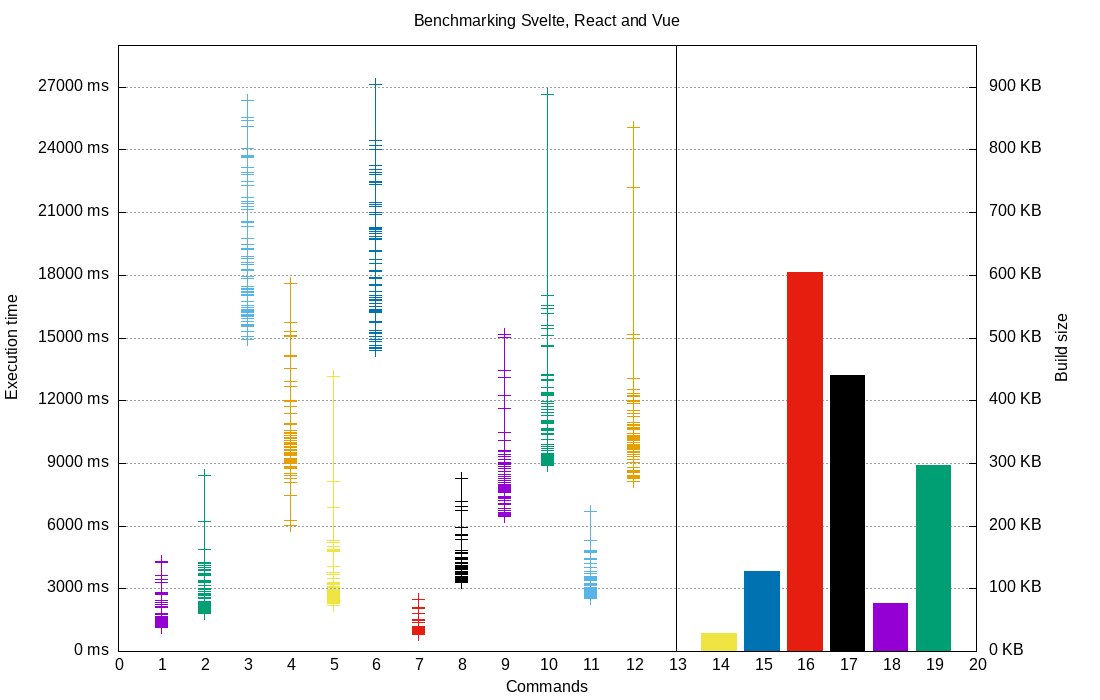 Benchmarking Svelte, React and Vue
27000 ms
24000 ms
21000 ms
18000 ms
15000 ms
12000 ms
9000 ms
6000 ms
3000 ms
0 ms
Execution time
900 KB
800 KB
700 KB
600 KB
500 KB
400 KB
300 KB
200 KB
100 KB
0 KB
Build size
0 1 2 3 4 5 6 7 8 9 10 11 12 13 14 15 16 17 18 19 20
Commands